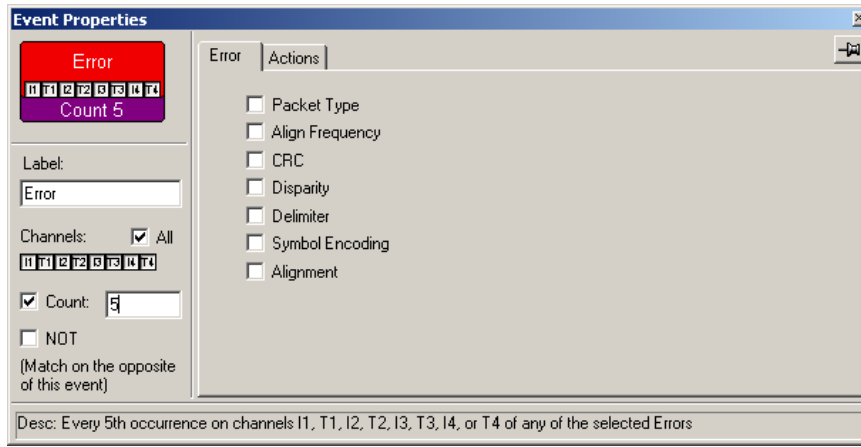 Event Properties
Error
I1 T1 I2 T2 I3 T3 I4 T4
Count 5
Label:
Error
Channels: All
I1 T1 I2 T2 I3 T3 I4 T4
Count: 5
NOT
(Match on the opposite
of this event)
Error Actions
Packet Type
Align Frequency
CRC
Disparity
Delimiter
Symbol Encoding
Alignment
Desc: Every 5th occurrence on channels I1, T1, I2, T2, I3, T3, I4, or T4 of any of the selected Errors